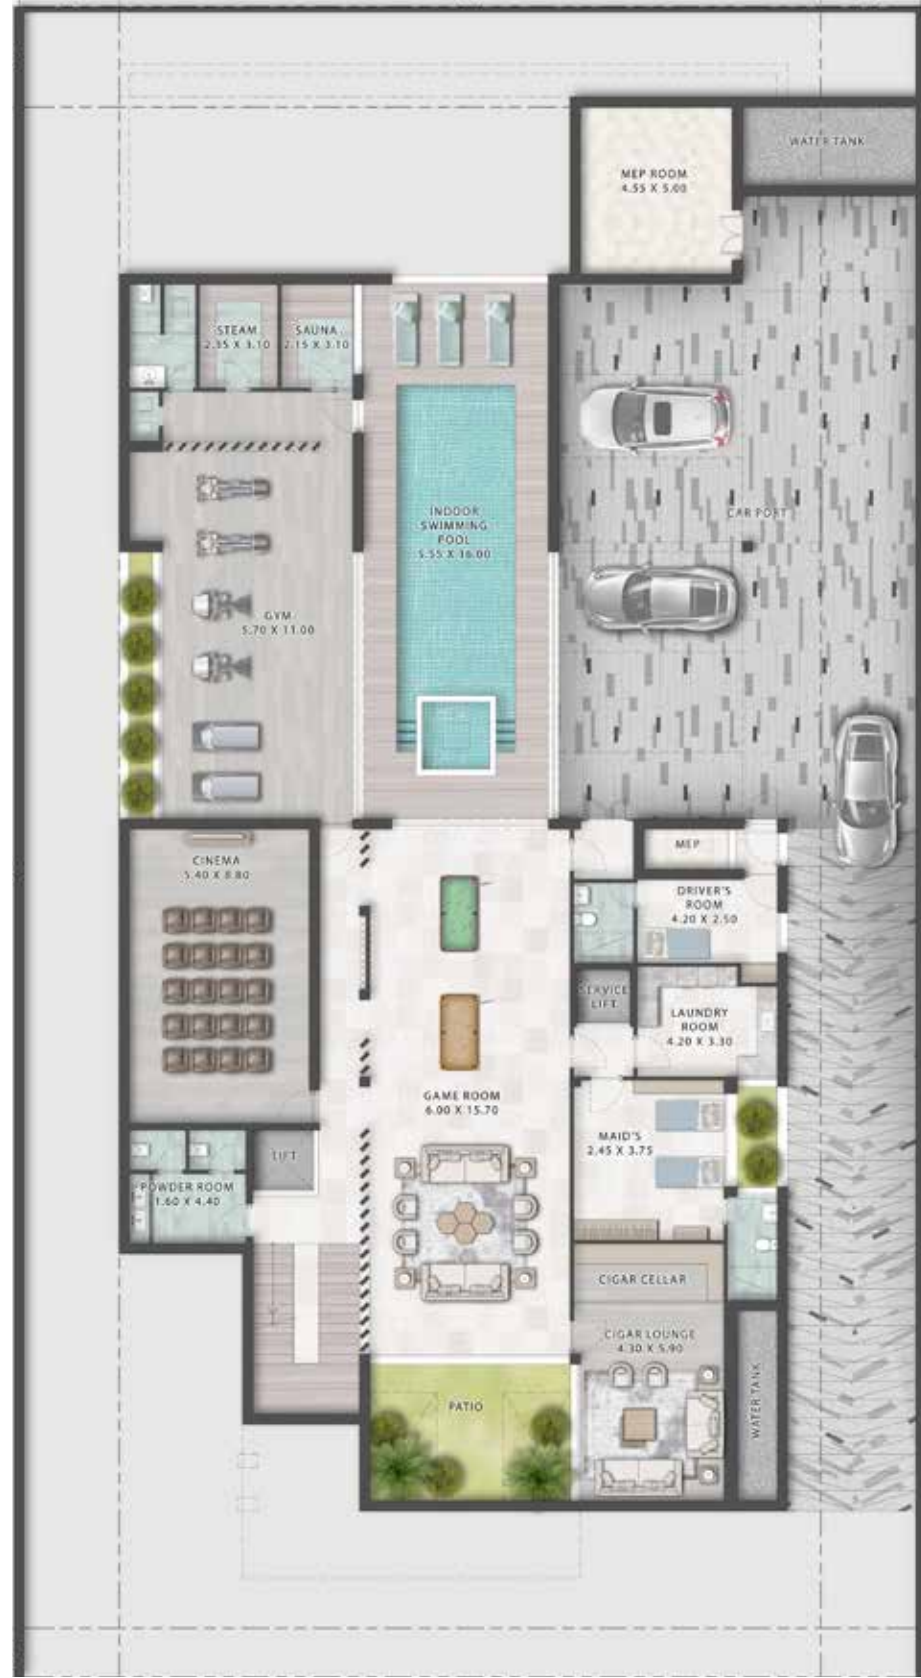 WATER TANK
MEP ROOM
4.55 X 5.00
STEAM
2.35 X 3.10
SAUNA
2.15 X 3.10
INDOOR
SWIMMING
POOL
5.55 X 16.00
CAR PORT
GYM
5.70 X 11.00
CINEMA
5.40 X 8.80
MEP
DRIVER'S
ROOM
4.20 X 2.50
SERVICE
LIFT
LAUNDRY
ROOM
4.20 X 3.30
GAME ROOM
6.00 X 15.70
MAID'S
2.45 X 3.75
LIFT
POWDER ROOM
1.60 X 4.40
CIGAR CELLAR
CIGAR LOUNGE
4.30 X 5.90
PATIO
WATER TANK